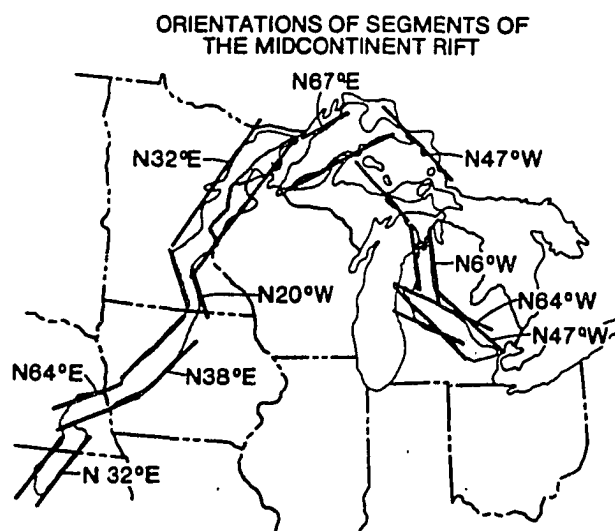 ORIENTATIONS OF SEGMENTS OF
THE MIDCONTINENT RIFT
N67°E
N32°E
N47°W
N6°W
N20°W
N64°W
N47°W
N64°E
N38°E
N 32°E